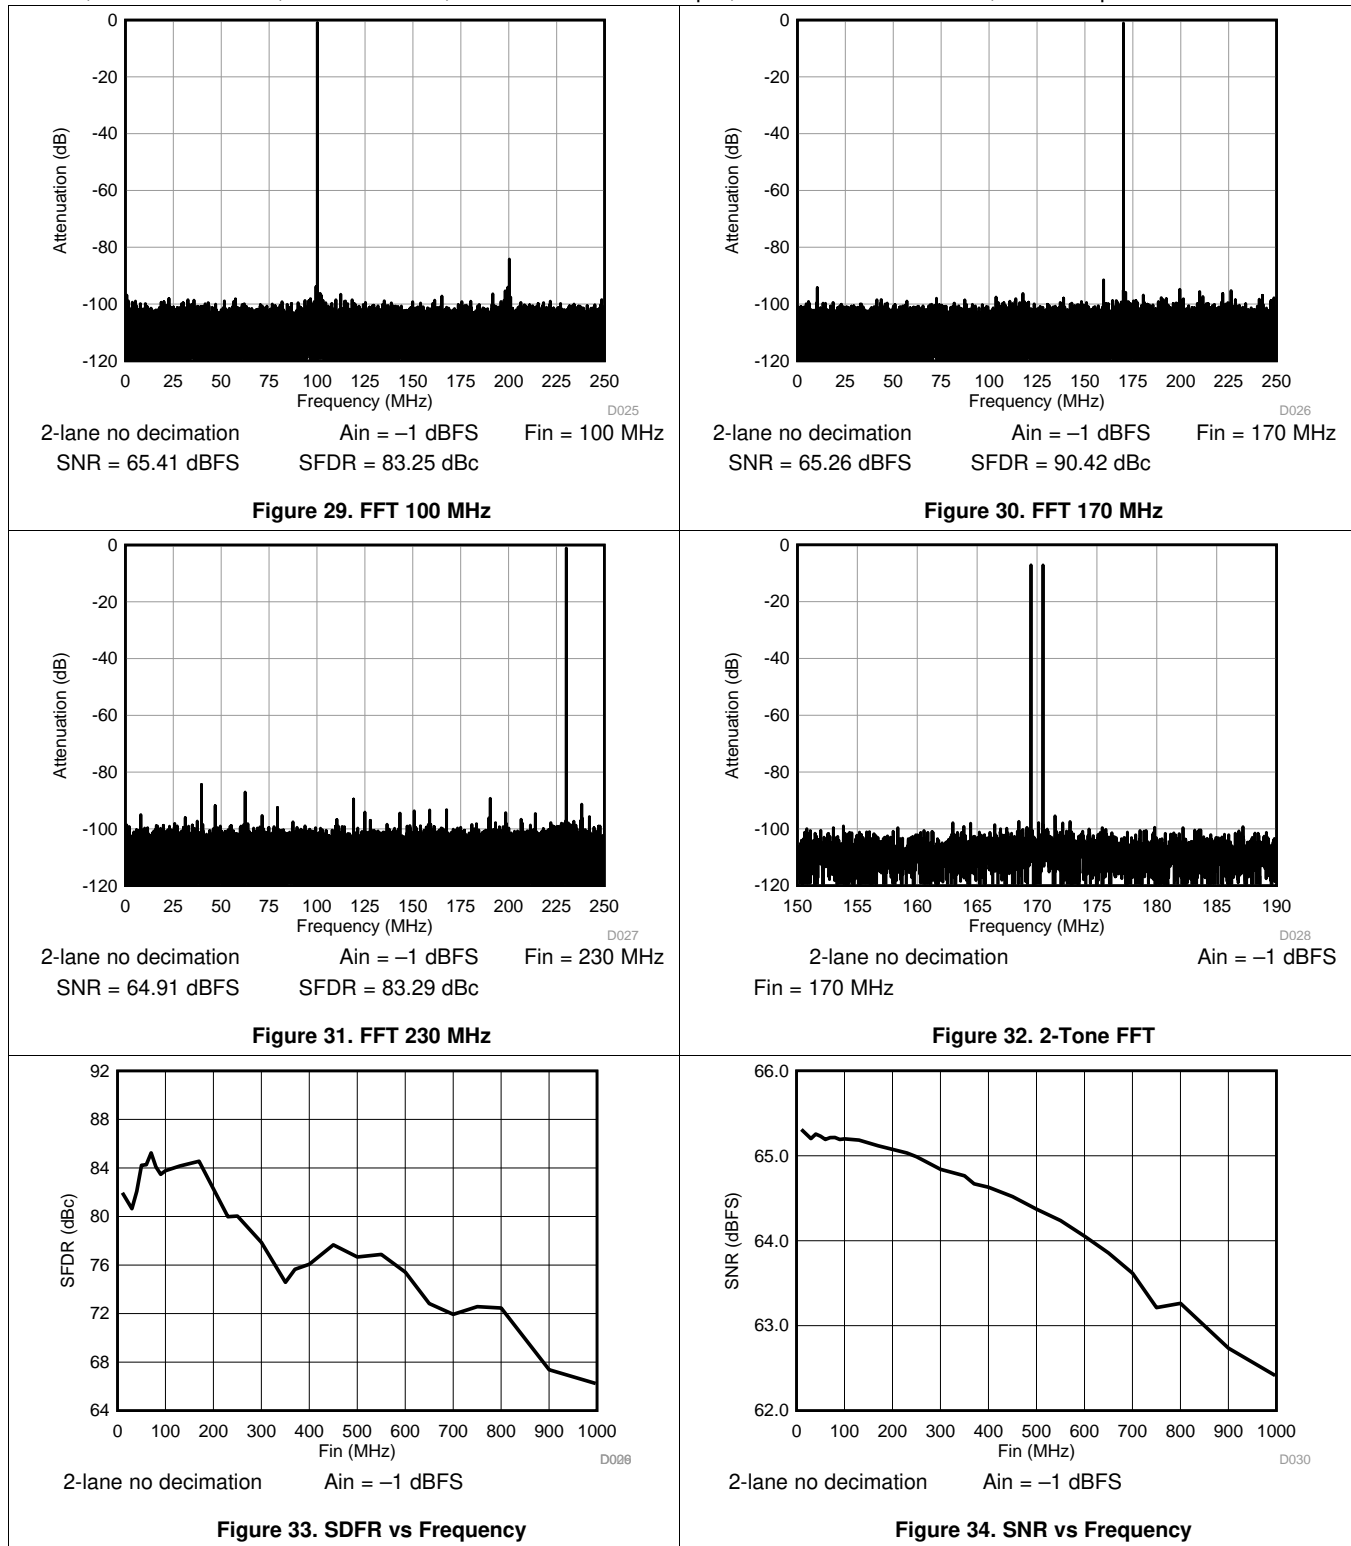 0
-20
-40
-60
-80
-100
-120
Attenuation (dB)
0 25 50 75 100 125 150 175 200 225 250
Frequency (MHz)
D025
2-lane no decimation Ain = –1 dBFS Fin = 100 MHz
SNR = 65.41 dBFS SFDR = 83.25 dBc
Figure 29. FFT 100 MHz
0
-20
-40
-60
-80
-100
-120
Attenuation (dB)
0 25 50 75 100 125 150 175 200 225 250
Frequency (MHz)
D026
2-lane no decimation Ain = –1 dBFS Fin = 170 MHz
SNR = 65.26 dBFS SFDR = 90.42 dBc
Figure 30. FFT 170 MHz
0
-20
-40
-60
-80
-100
-120
Attenuation (dB)
0 25 50 75 100 125 150 175 200 225 250
Frequency (MHz)
D027
2-lane no decimation Ain = –1 dBFS Fin = 230 MHz
SNR = 64.91 dBFS SFDR = 83.29 dBc
Figure 31. FFT 230 MHz
0
-20
-40
-60
-80
-100
-120
Attenuation (dB)
150 155 160 165 170 175 180 185 190
Frequency (MHz)
D028
2-lane no decimation Ain = –1 dBFS
Fin = 170 MHz
Figure 32. 2-Tone FFT
92
88
84
80
76
72
68
64
SFDR (dBc)
0 100 200 300 400 500 600 700 800 900 1000
Fin (MHz)
2-lane no decimation Ain = –1 dBFS
Figure 33. SDFR vs Frequency
66.0
65.0
64.0
63.0
62.0
SNR (dBFS)
0 100 200 300 400 500 600 700 800 900 1000
Fin (MHz)
D030
2-lane no decimation Ain = –1 dBFS
Figure 34. SNR vs Frequency